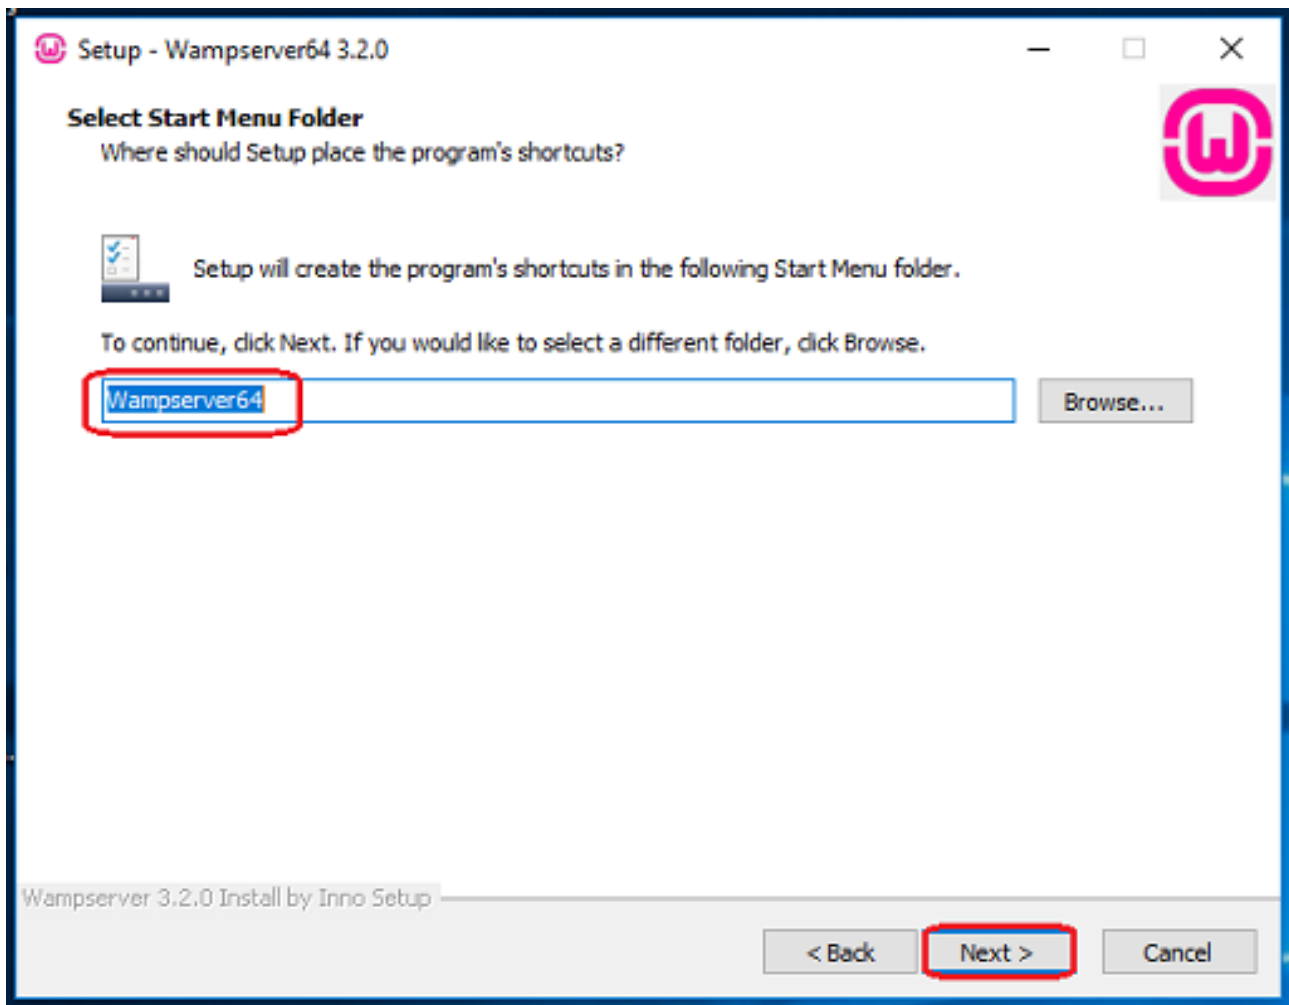 Setup - Wampserver64 3.2.0
Select Start Menu Folder
Where should Setup place the program's shortcuts?
Setup will create the program's shortcuts in the following Start Menu folder.
To continue, click Next. If you would like to select a different folder, click Browse.
Wampserver64
Browse...
Wampserver 3.2.0 Install by Inno Setup
< Back
Next >
Cancel